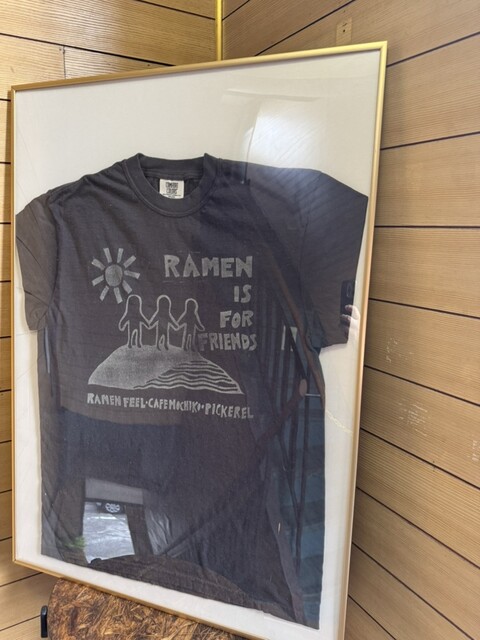 RAMEN
IS
FOR
FRIENDS
RAMEN FEEL · CAFE MOCHIKO · PICKEREL